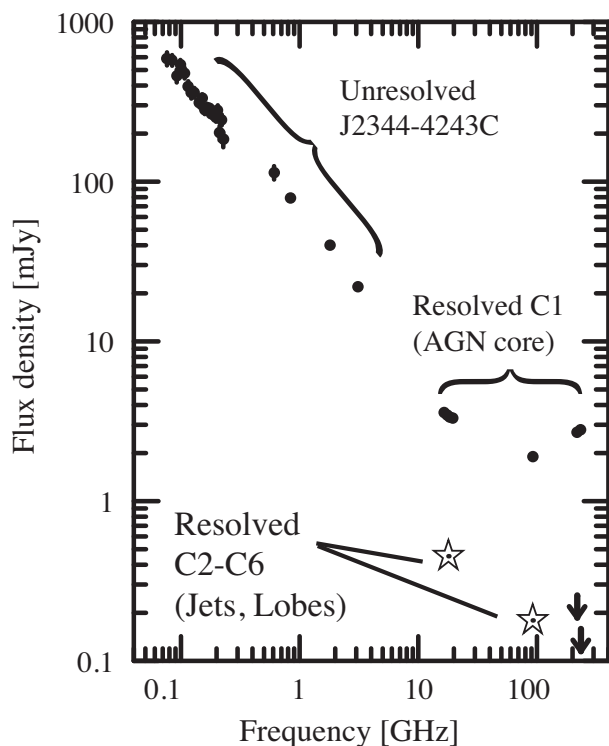 1000
100
10
1
0.1
Flux density [mJy]
Unresolved
J2344-4243C
Resolved C1
(AGN core)
Resolved
C2-C6
(Jets, Lobes)
0.1 1 10 100
Frequency [GHz]